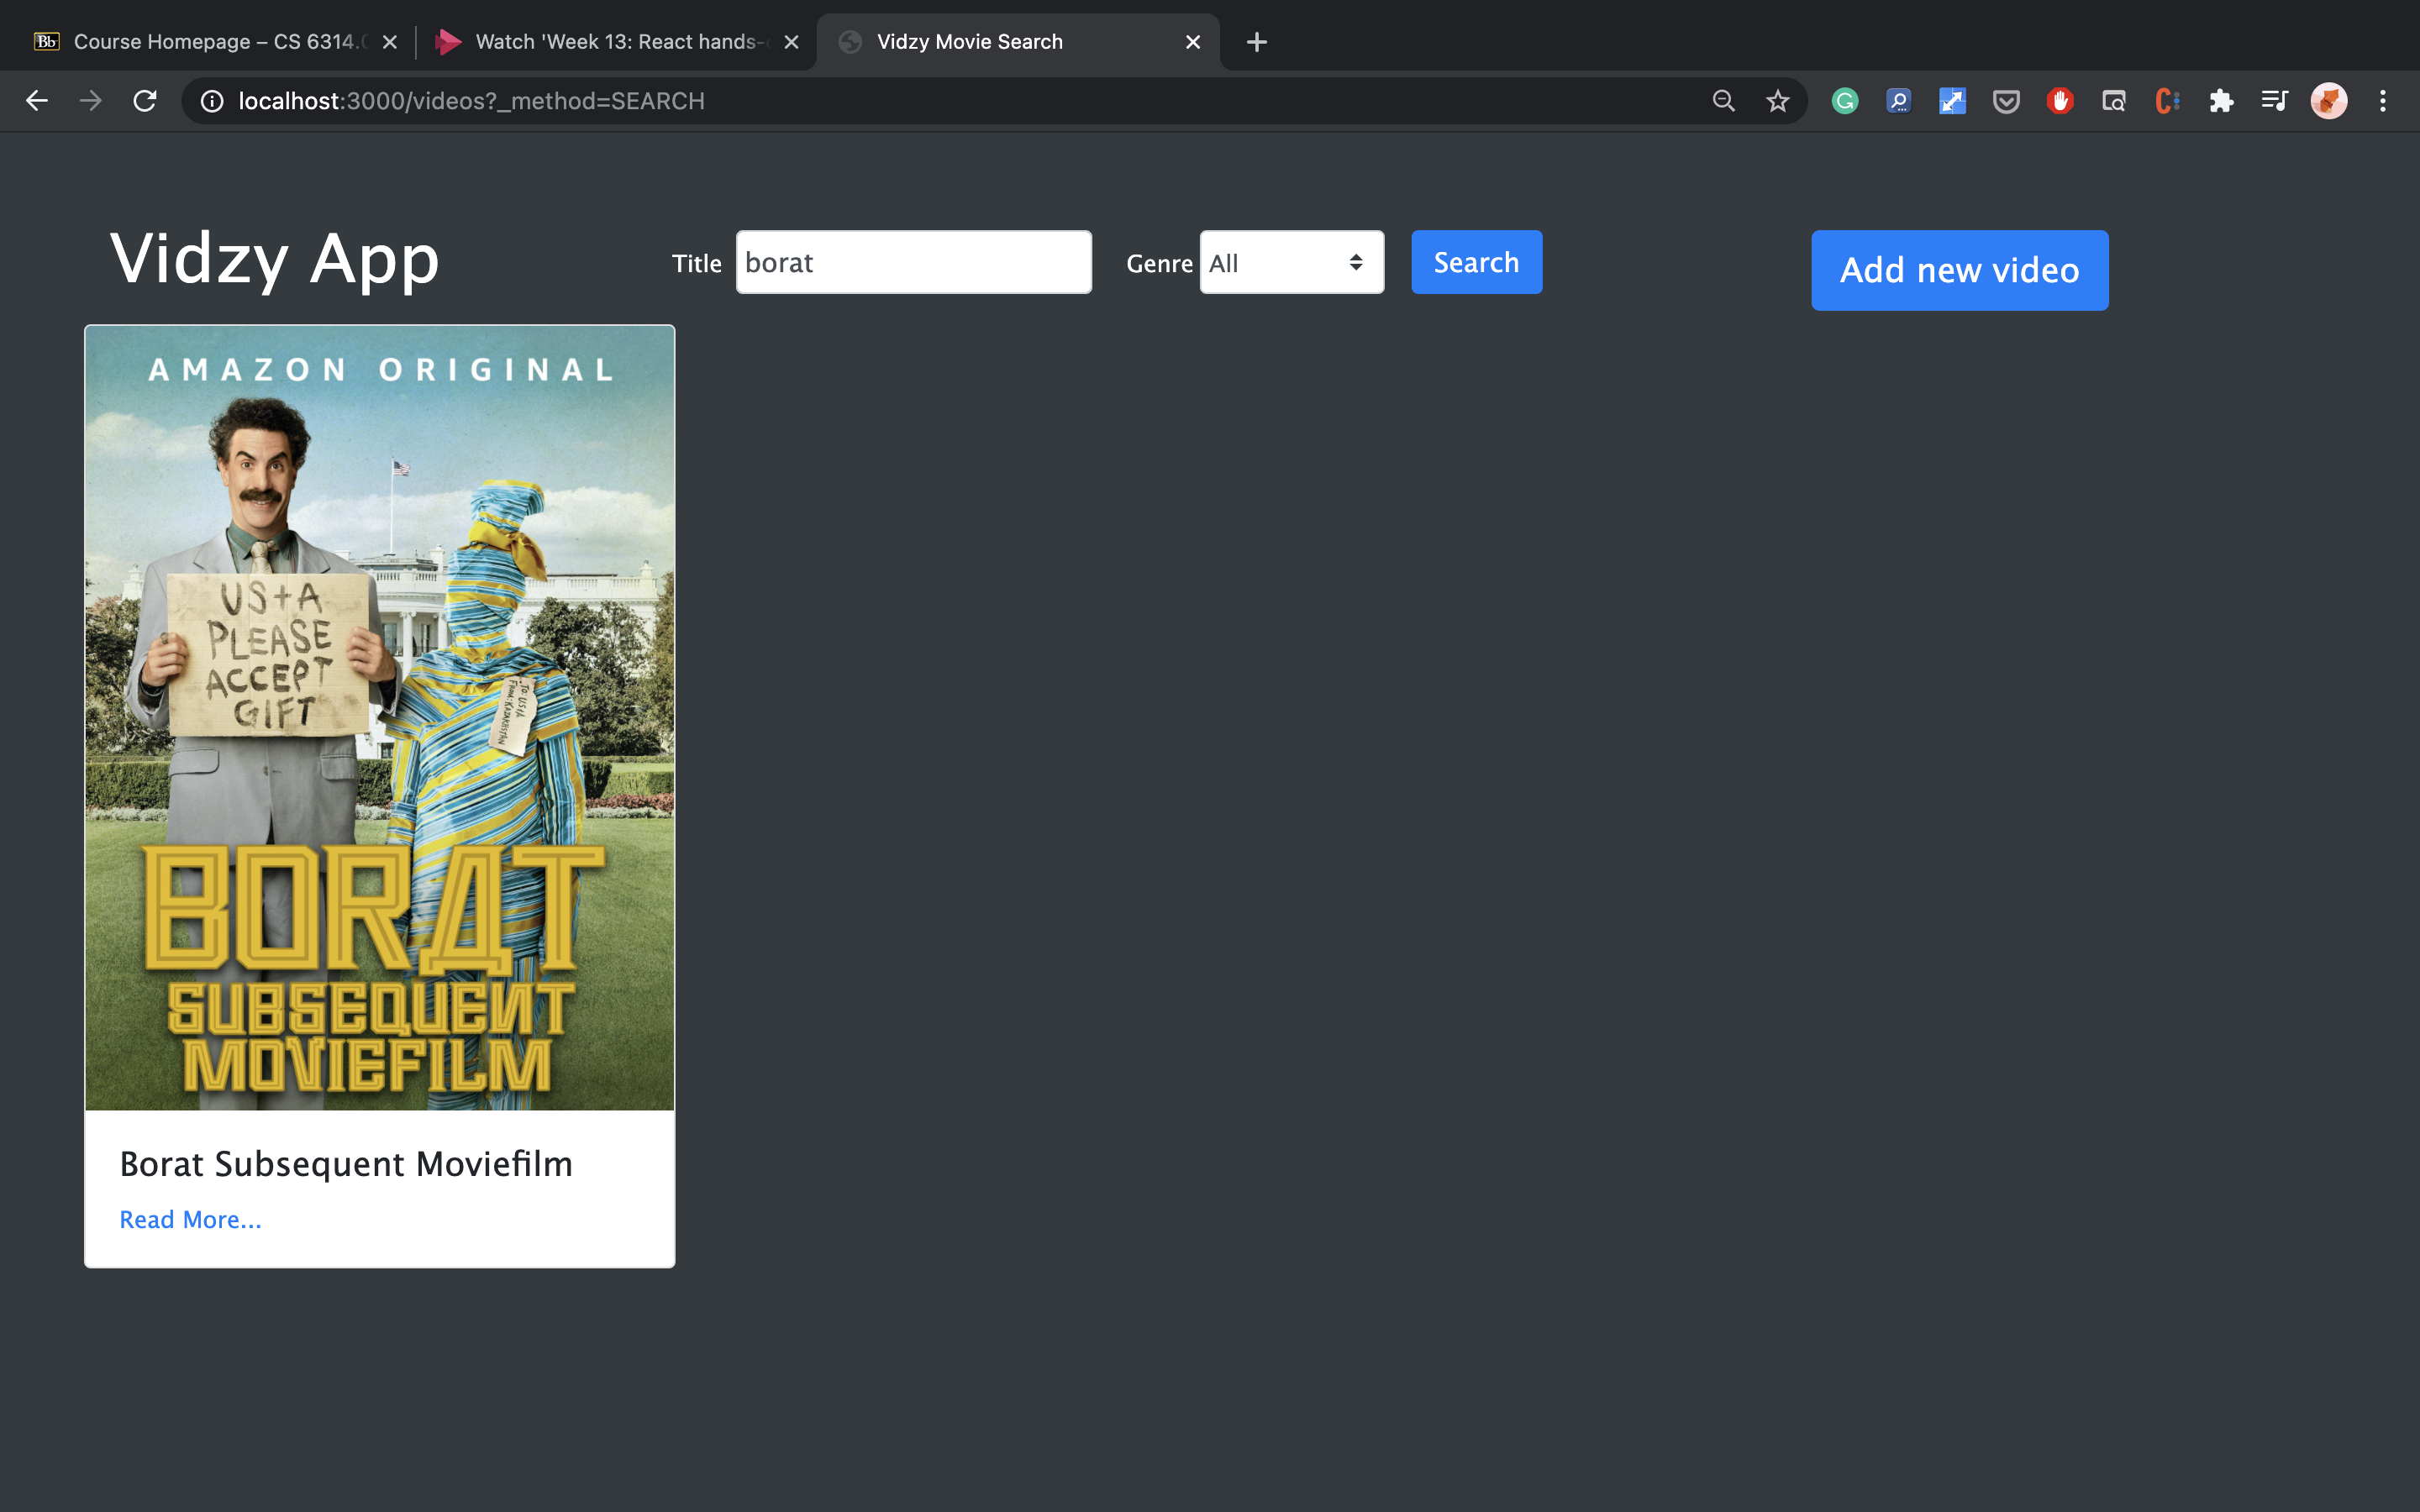 Course Homepage – CS 6314.
Watch 'Week 13: React hands-
Vidzy Movie Search
localhost:3000/videos?_method=SEARCH
Vidzy App
Title
borat
Genre
All
Search
Add new video
AMAZON ORIGINAL
US+A
PLEASE
ACCEPT
GIFT
TO: US+A
FROM: KAZAKHSTAN
BORAT
SUBSEQUENT
MOVIEFILM
Borat Subsequent Moviefilm
Read More...